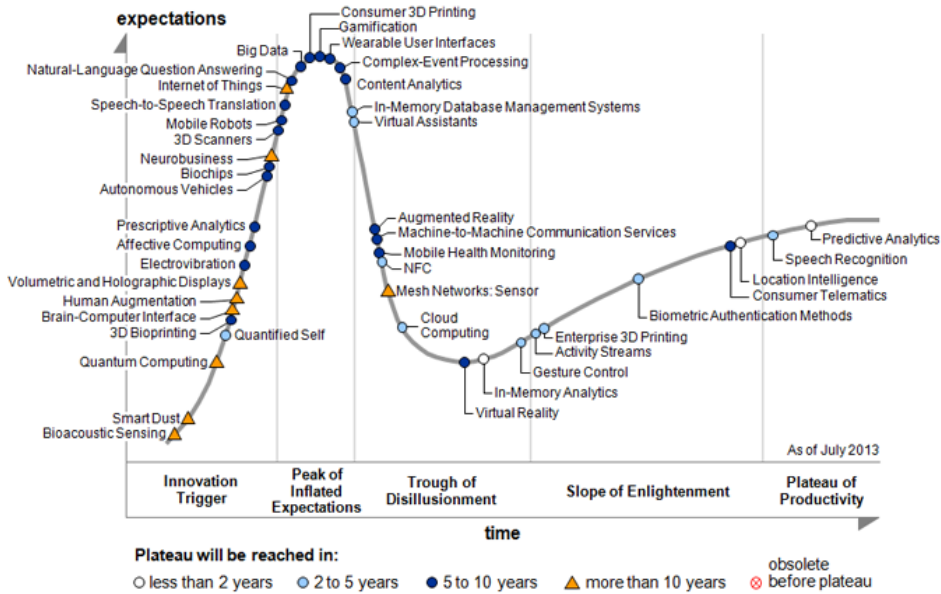 expectations
Consumer 3D Printing
Gamification
Wearable User Interfaces
Big Data
Complex-Event Processing
Natural-Language Question Answering
Content Analytics
Internet of Things
Speech-to-Speech Translation
In-Memory Database Management Systems
Mobile Robots
Virtual Assistants
3D Scanners
Neurobusiness
Biochips
Autonomous Vehicles
Augmented Reality
Prescriptive Analytics
Machine-to-Machine Communication Services
Predictive Analytics
Affective Computing
Mobile Health Monitoring
Speech Recognition
Electrovibration
NFC
Location Intelligence
Volumetric and Holographic Displays
Mesh Networks: Sensor
Consumer Telematics
Human Augmentation
Brain-Computer Interface
Biometric Authentication Methods
Cloud
Computing
3D Bioprinting
Quantified Self
Enterprise 3D Printing
Activity Streams
Quantum Computing
Gesture Control
In-Memory Analytics
Virtual Reality
Smart Dust
Bioacoustic Sensing
As of July 2013
Innovation
Trigger
Peak of
Inflated
Expectations
Trough of
Disillusionment
Slope of Enlightenment
Plateau of
Productivity
time
Plateau will be reached in:
less than 2 years
2 to 5 years
5 to 10 years
more than 10 years
obsolete
before plateau